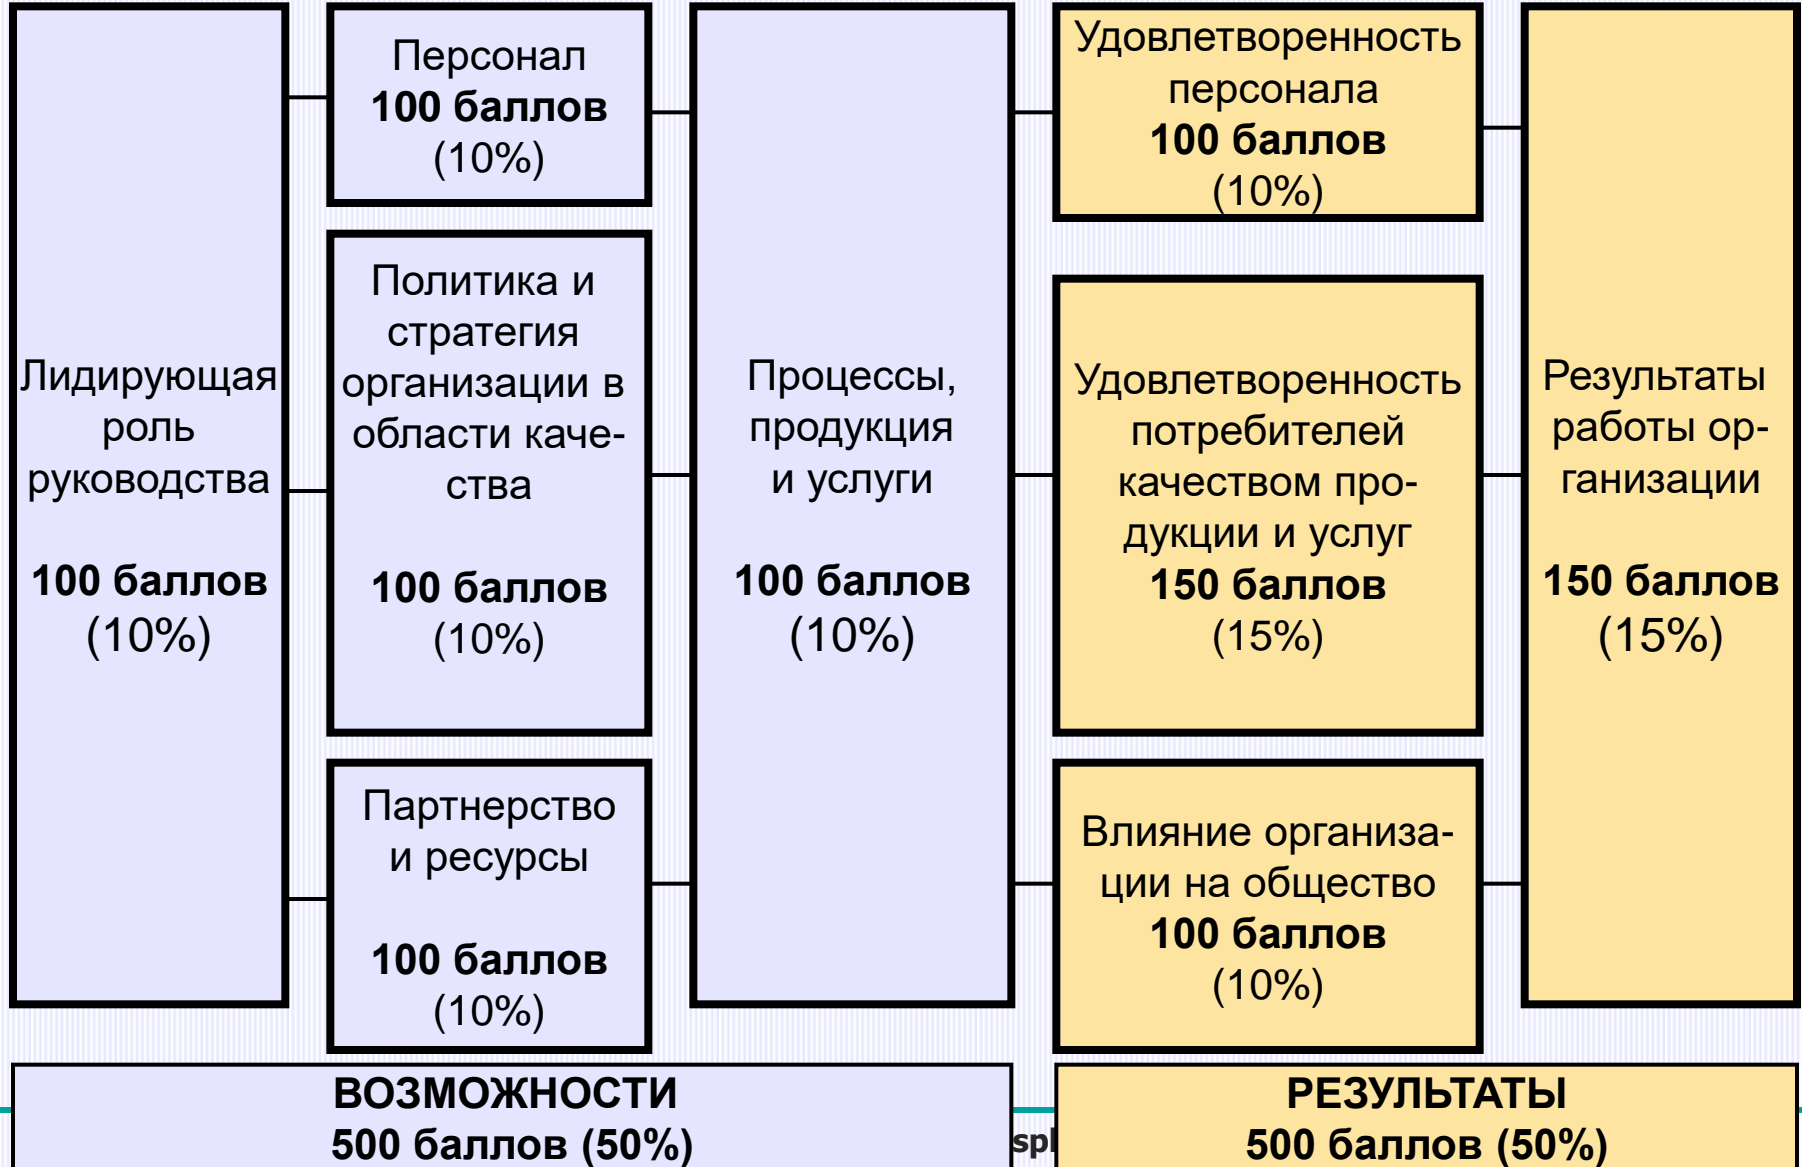 Лидирующая
роль
руководства
100 баллов
(10%)
Персонал
100 баллов
(10%)
Политика и
стратегия
организации в
области каче-
ства
100 баллов
(10%)
Партнерство
и ресурсы
100 баллов
(10%)
Процессы,
продукция
и услуги
100 баллов
(10%)
Удовлетворенность
персонала
100 баллов
(10%)
Удовлетворенность
потребителей
качеством про-
дукции и услуг
150 баллов
(15%)
Влияние организа-
ции на общество
100 баллов
(10%)
Результаты
работы ор-
ганизации
150 баллов
(15%)
ВОЗМОЖНОСТИ
500 баллов (50%)
РЕЗУЛЬТАТЫ
500 баллов (50%)